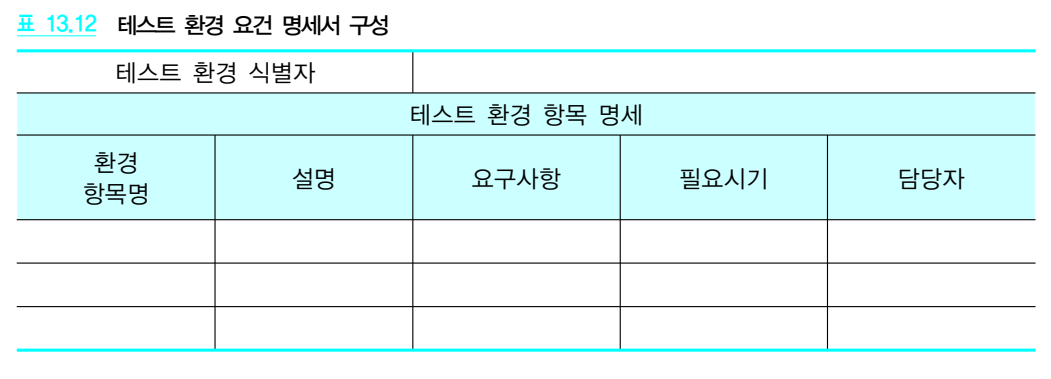 표 13.12 테스트 환경 요건 명세서 구성
테스트 환경 식별자
테스트 환경 항목 명세
환경
항목명
설명
요구사항
필요시기
담당자